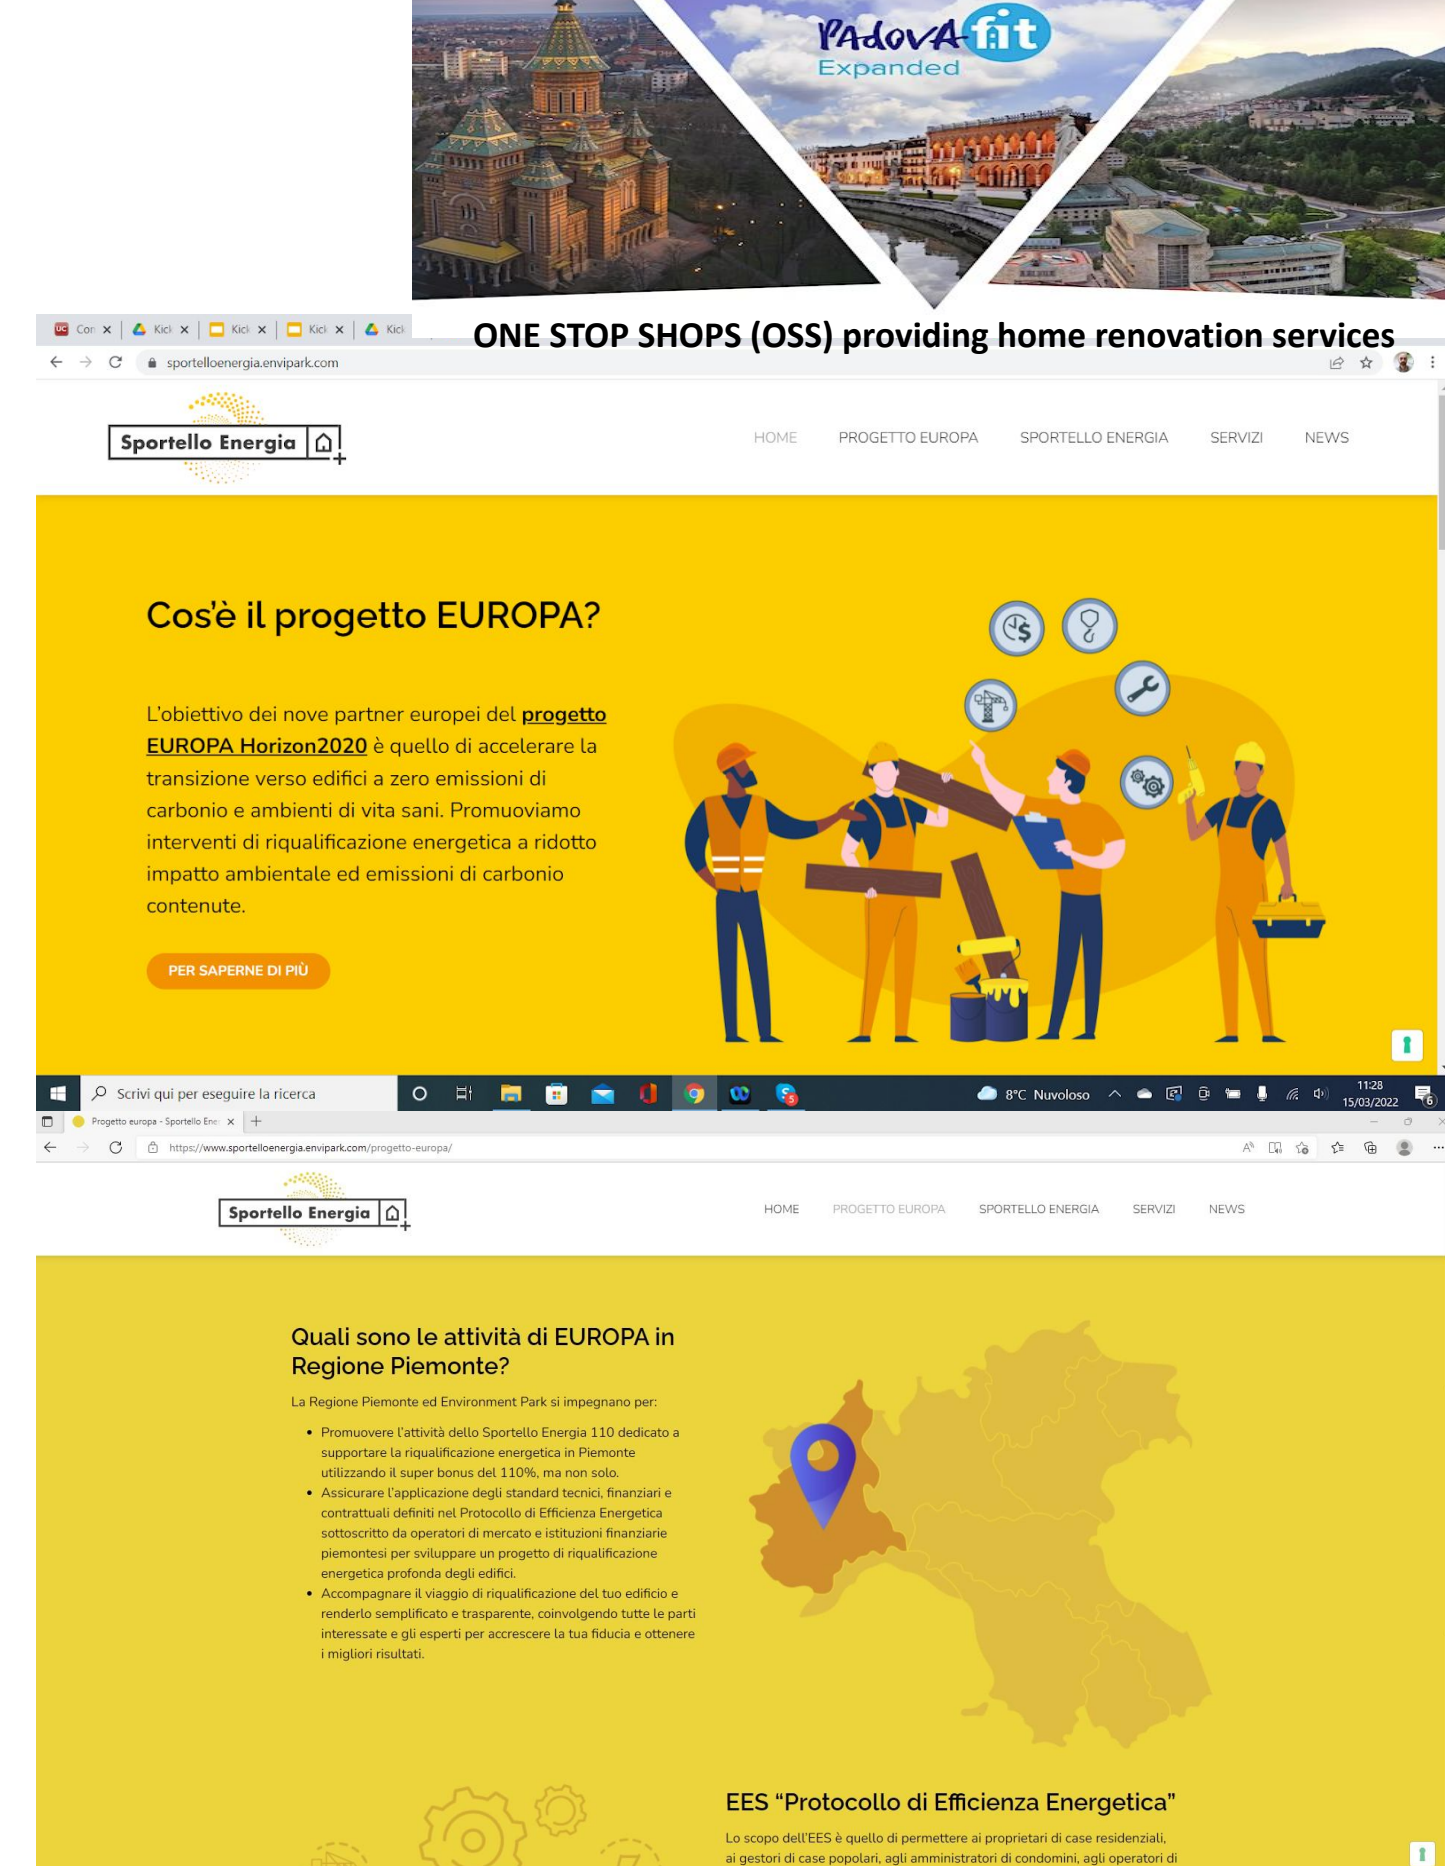 PAdovA fit
Expanded
ONE STOP SHOPS (OSS) providing home renovation services
Kick
Kick
Kick
Kick
sportelloenergia.envipark.com
Sportello Energia
HOME PROGETTO EUROPA SPORTELLO ENERGIA SERVIZI NEWS
Cos'è il progetto EUROPA?
L'obiettivo dei nove partner europei del progetto
EUROPA Horizon2020 è quello di accelerare la
transizione verso edifici a zero emissioni di
carbonio e ambienti di vita sani. Promuoviamo
interventi di riqualificazione energetica a ridotto
impatto ambientale ed emissioni di carbonio
contenute.
PER SAPERNE DI PIÙ
Scrivi qui per eseguire la ricerca
8°C Nuvoloso
11:28
15/03/2022
6
Progetto europa - Sportello Ener
https://www.sportelloenergia.envipark.com/progetto-europa/
Sportello Energia
HOME PROGETTO EUROPA SPORTELLO ENERGIA SERVIZI NEWS
Quali sono le attività di EUROPA in
Regione Piemonte?
La Regione Piemonte ed Environment Park si impegnano per:
• Promuovere l'attività dello Sportello Energia 110 dedicato a
supportare la riqualificazione energetica in Piemonte
utilizzando il super bonus del 110%, ma non solo.
• Assicurare l'applicazione degli standard tecnici, finanziari e
contrattuali definiti nel Protocollo di Efficienza Energetica
sottoscritto da operatori di mercato e istituzioni finanziarie
piemontesi per sviluppare un progetto di riqualificazione
energetica profonda degli edifici.
• Accompagnare il viaggio di riqualificazione del tuo edificio e
renderlo semplificato e trasparente, coinvolgendo tutte le parti
interessate e gli esperti per accrescere la tua fiducia e ottenere
i migliori risultati.
EES “Protocollo di Efficienza Energetica”
Lo scopo dell'EES è quello di permettere ai proprietari di case residenziali,
ai gestori di case popolari, agli amministratori di condomini, agli operatori di